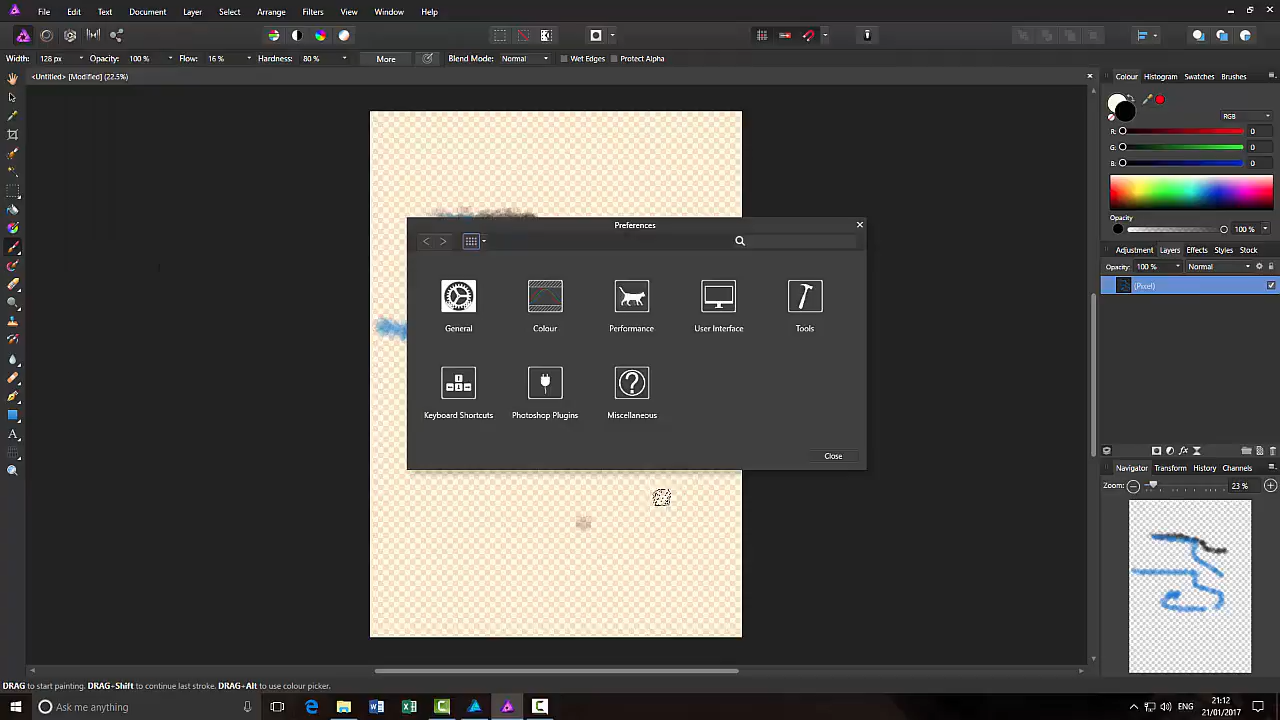 File Edit Text Document Layer Select Arrange Filters View Window Help
Width: 128 px Opacity: 100 % Flow: 16 % Hardness: 80 % More Blend Mode: Normal Wet Edges Protect Alpha
<Untitled> [Modified] (22.5%)
Colour Histogram Swatches Brushes
RGB
R: 0
G: 0
B: 0
Opacity
100 %
Adjustment Layers Effects Styles Stock
Opacity: 100 % Normal
(Pixel)
Preferences
General Colour Performance User Interface Tools
Keyboard Shortcuts Photoshop Plugins Miscellaneous
Close
Navigator Transform History Channels
Zoom: 23 %
DRAG to start painting. DRAG+Shift to continue last stroke. DRAG+Alt to use colour picker.
Ask me anything
ENG
21:12
21/01/2017